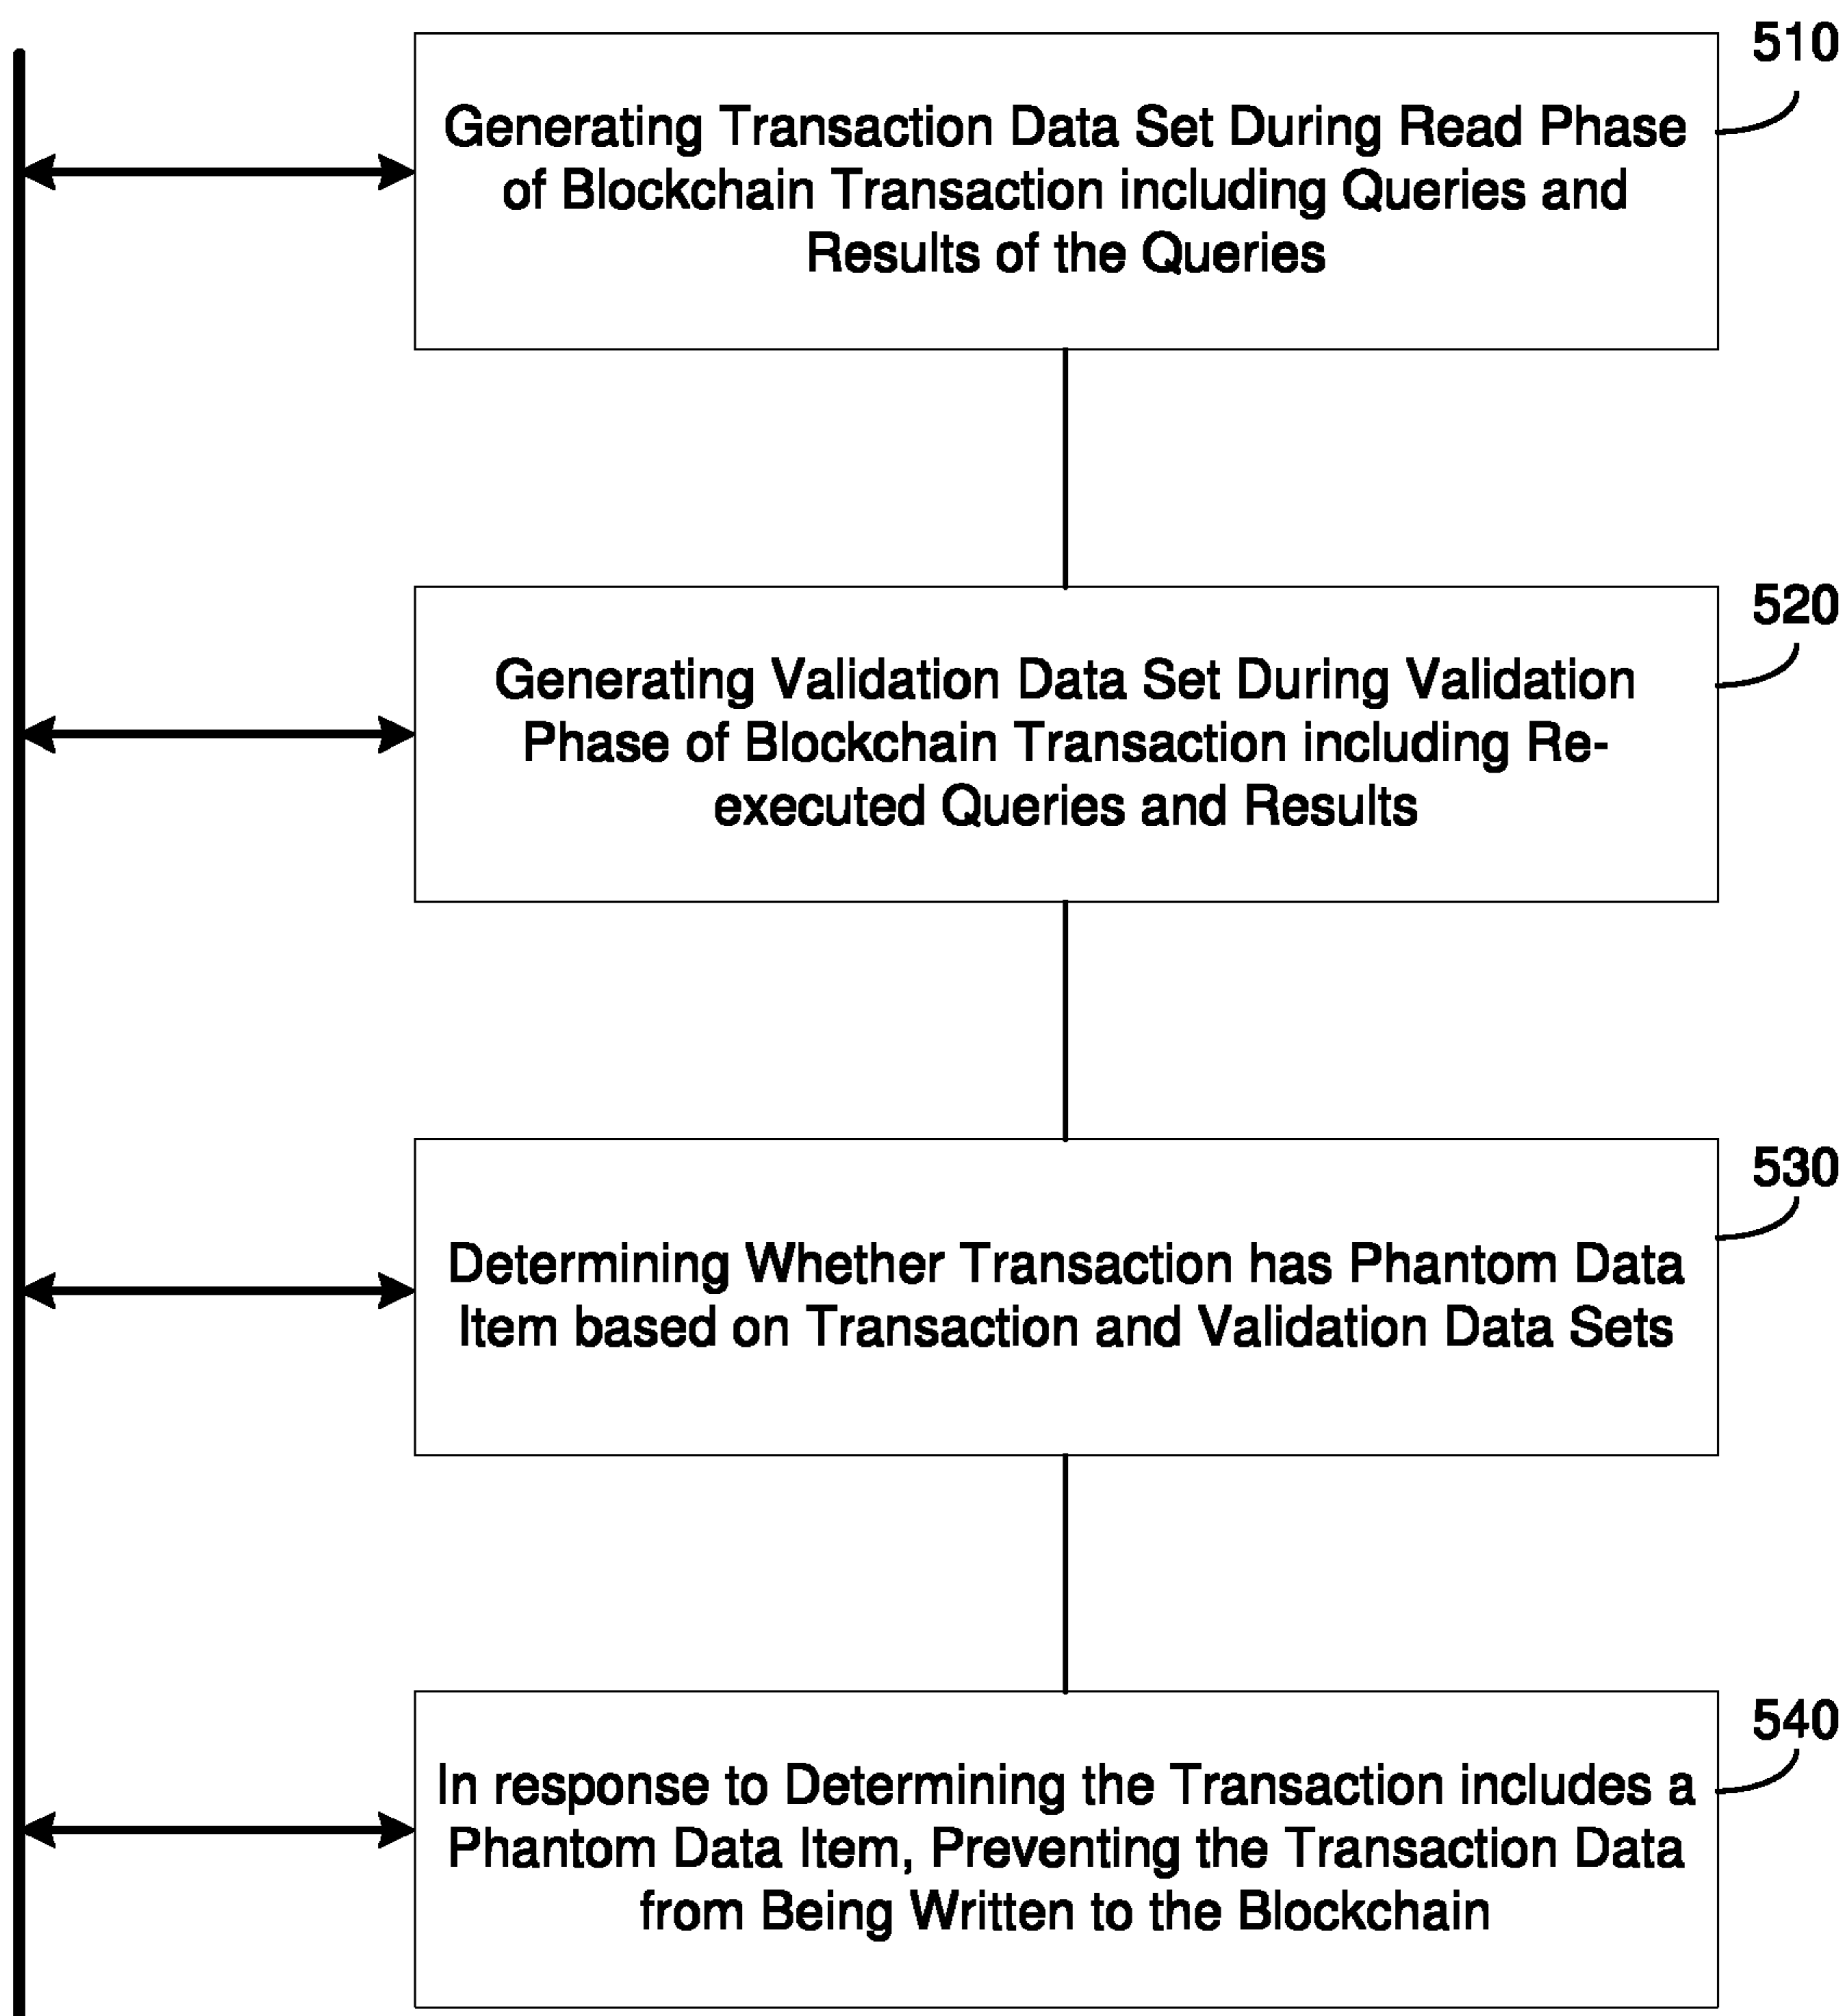 510
Generating Transaction Data Set During Read Phase
of Blockchain Transaction including Queries and
Results of the Queries
520
Generating Validation Data Set During Validation
Phase of Blockchain Transaction including Re-
executed Queries and Results
530
Determining Whether Transaction has Phantom Data
Item based on Transaction and Validation Data Sets
540
In response to Determining the Transaction includes a
Phantom Data Item, Preventing the Transaction Data
from Being Written to the Blockchain